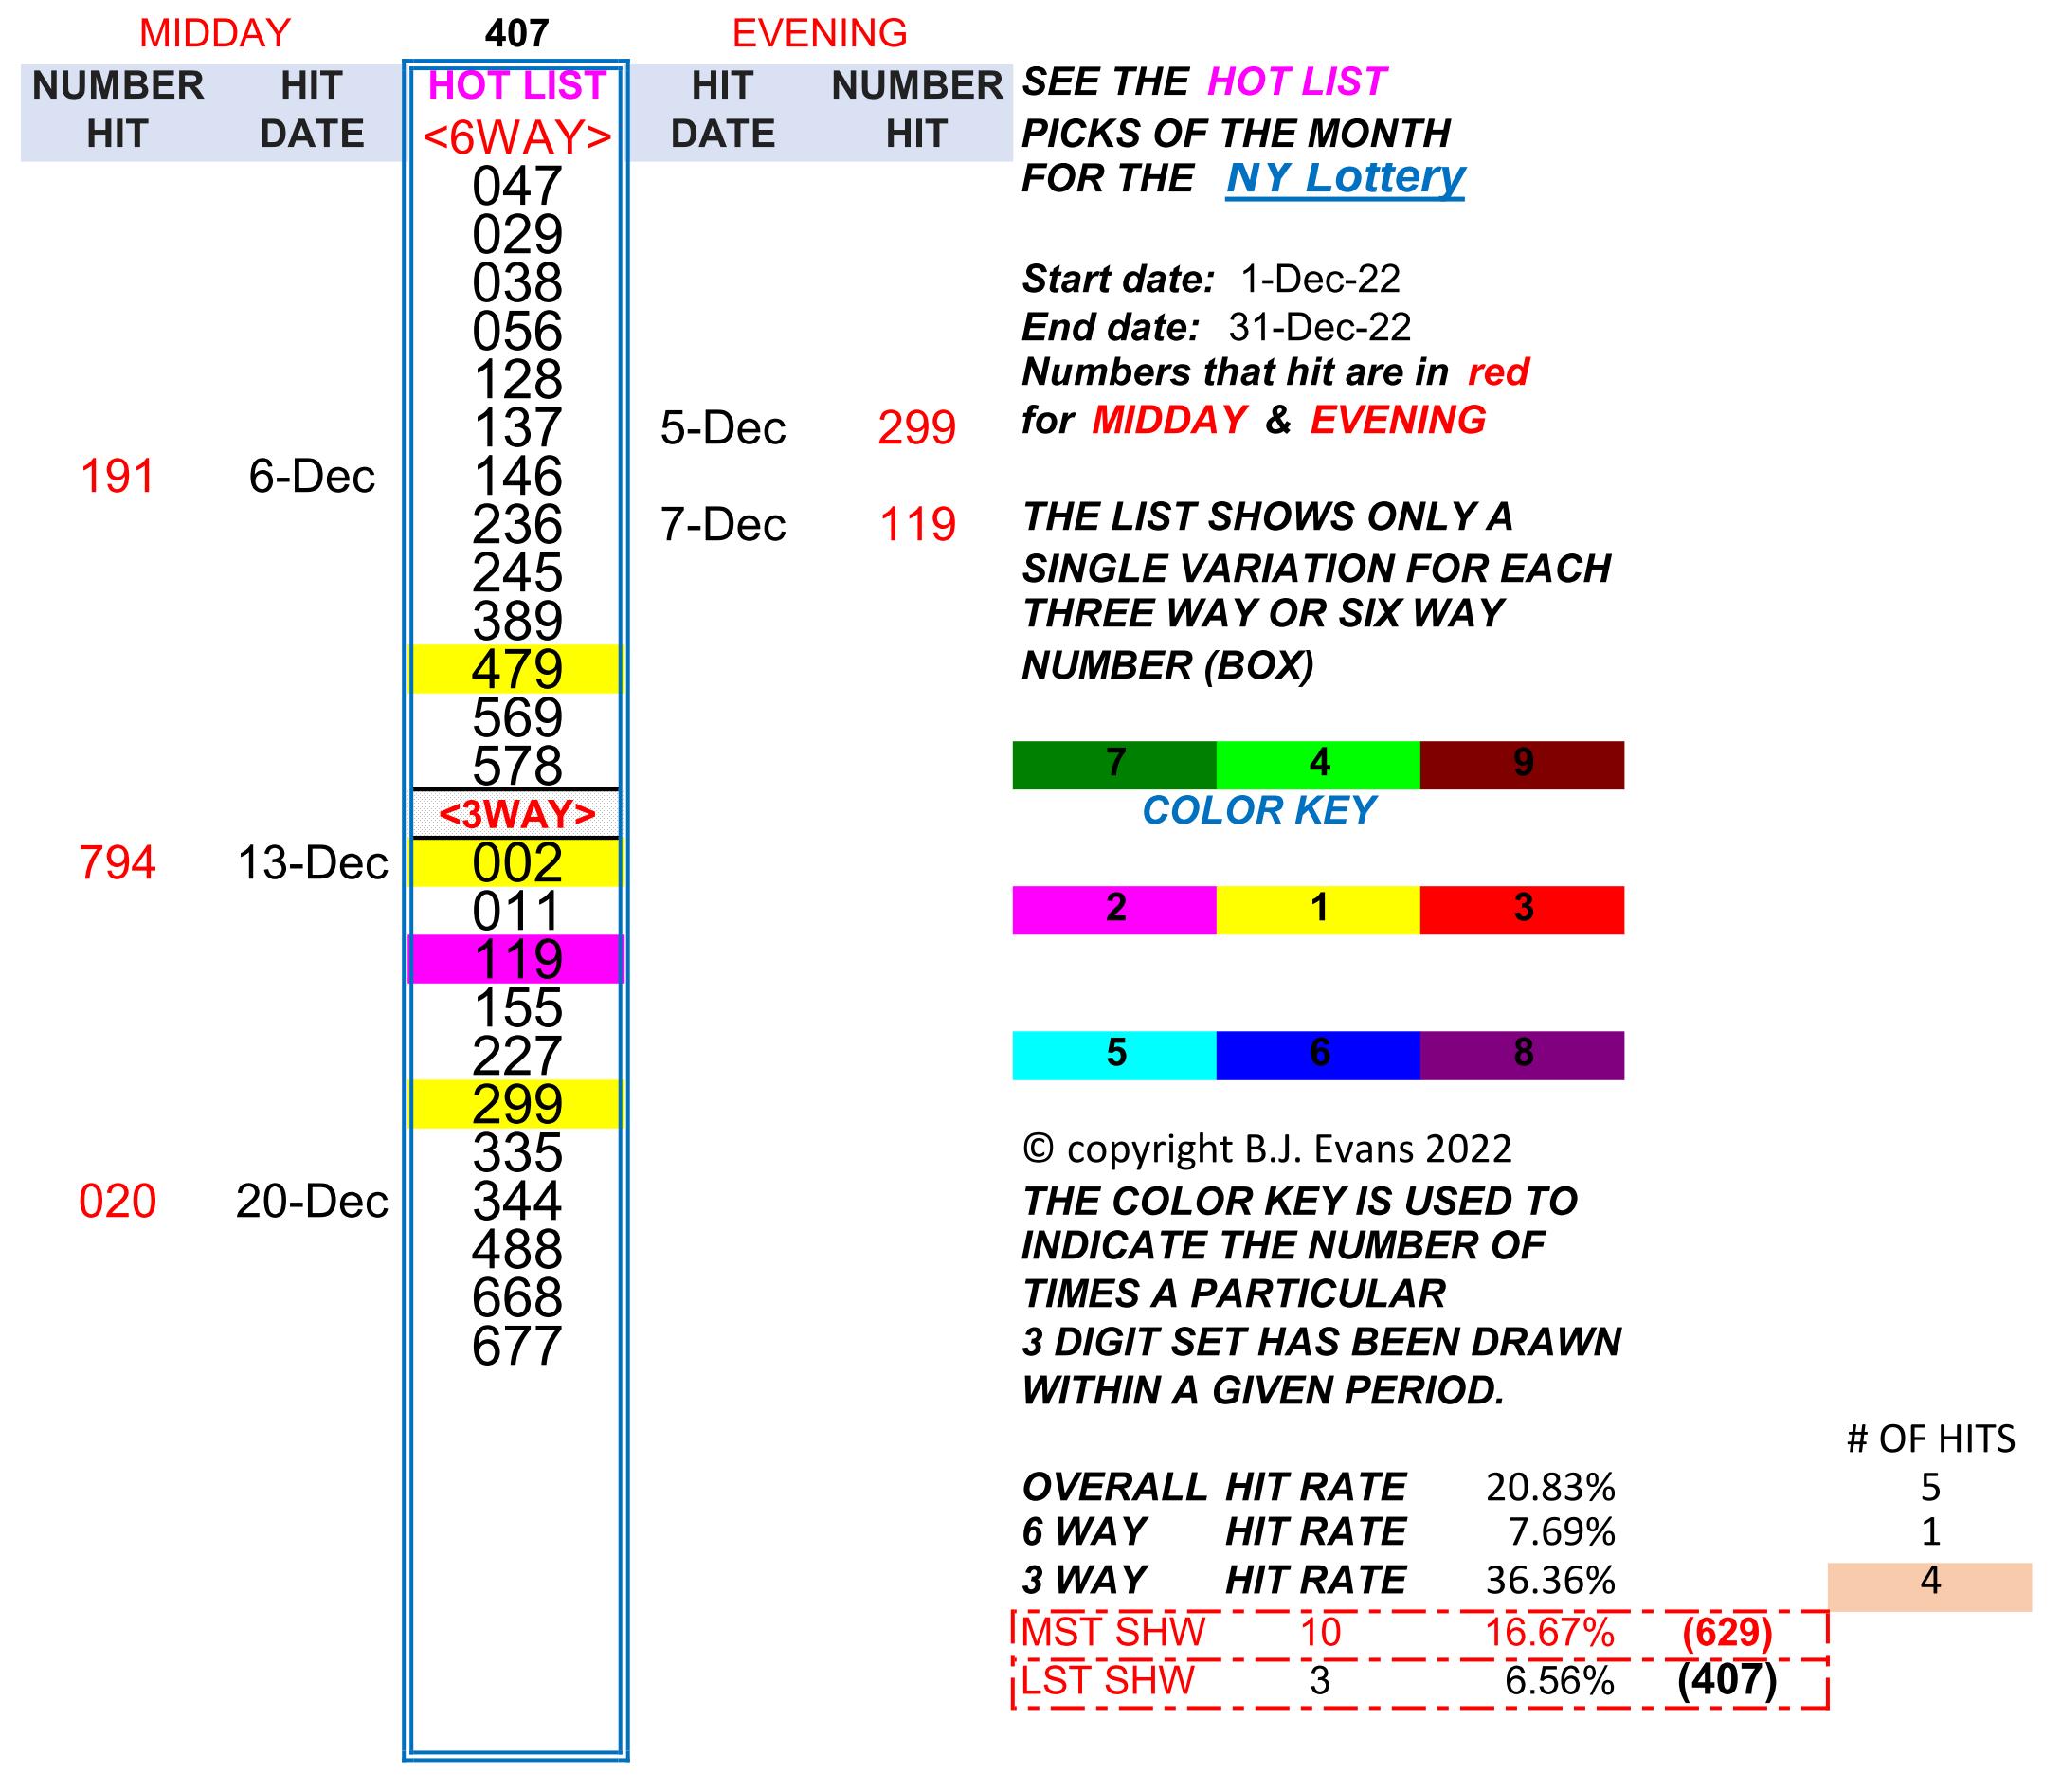 MIDDAY 407 EVENING
NUMBER HIT HOT LIST HIT NUMBER
HIT DATE <6WAY> DATE HIT
047
029
038
056
128
137 5-Dec 299
191 6-Dec 146
236 7-Dec 119
245
389
479
569
578
<3WAY>
794 13-Dec 002
011
119
155
227
299
335
020 20-Dec 344
488
668
677
SEE THE HOT LIST
PICKS OF THE MONTH
FOR THE NY Lottery
Start date: 1-Dec-22
End date: 31-Dec-22
Numbers that hit are in red
for MIDDAY & EVENING
THE LIST SHOWS ONLY A
SINGLE VARIATION FOR EACH
THREE WAY OR SIX WAY
NUMBER (BOX)
7 4 9
COLOR KEY
2 1 3
5 6 8
© copyright B.J. Evans 2022
THE COLOR KEY IS USED TO
INDICATE THE NUMBER OF
TIMES A PARTICULAR
3 DIGIT SET HAS BEEN DRAWN
WITHIN A GIVEN PERIOD.
# OF HITS
OVERALL HIT RATE 20.83% 5
6 WAY HIT RATE 7.69% 1
3 WAY HIT RATE 36.36% 4
MST SHW 10 16.67% (629)
LST SHW 3 6.56% (407)